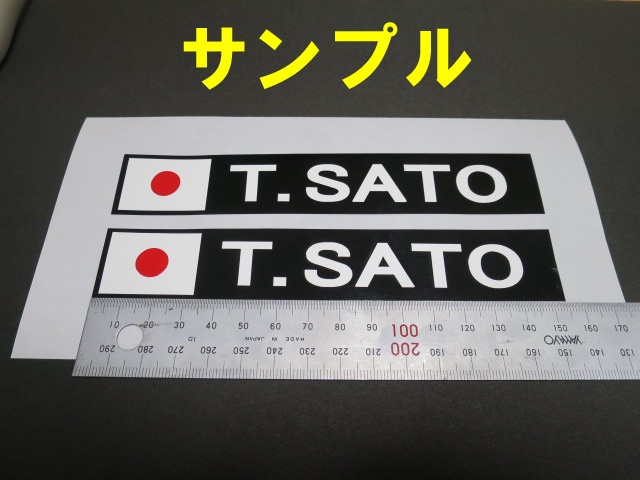 サンプル
T.SATO
T.SATO
10 20 30 40 50 60 70 80 90 100 110 120 130 140 150 160 170
MADE IN JAPAN
YAMAYO
290 280 270 260 250 240 230 220 210 200 190 180 170 160 150 140 130